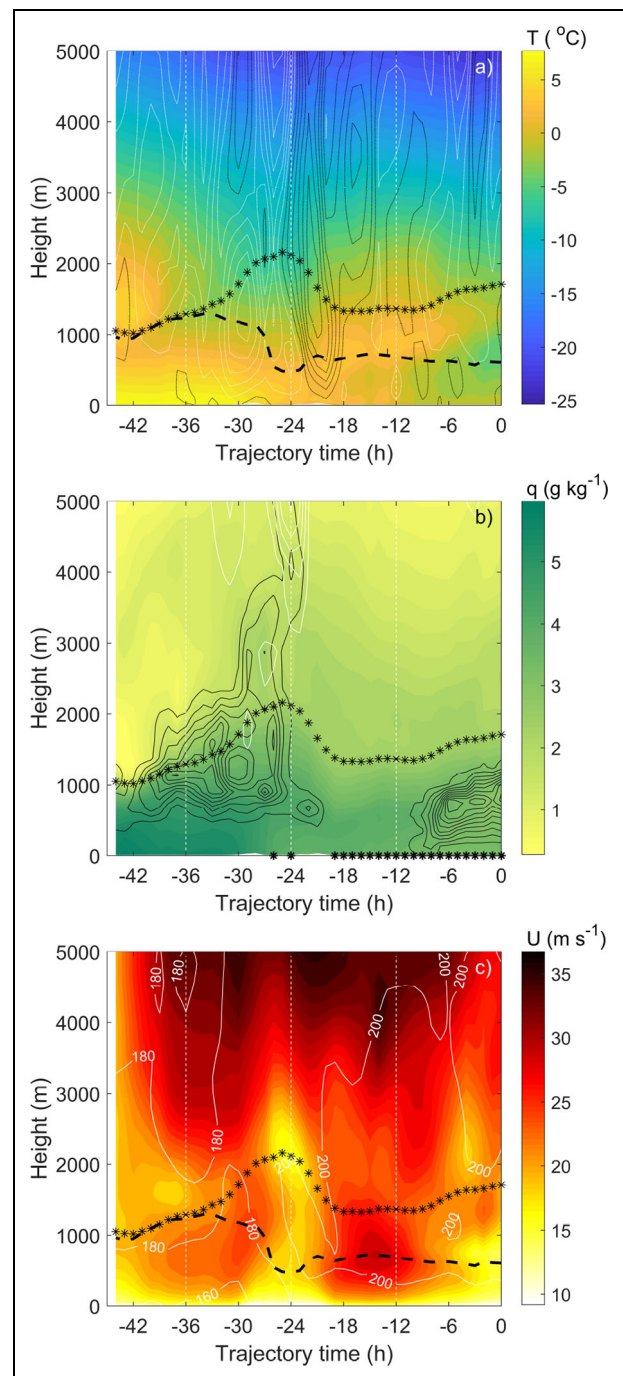 T (°C)
a)
5000
4000
3000
2000
1000
0
Height (m)
-42 -36 -30 -24 -18 -12 -6 0
Trajectory time (h)
5
0
-5
-10
-15
-20
-25
q (g kg⁻¹)
b)
5000
4000
3000
2000
1000
0
Height (m)
-42 -36 -30 -24 -18 -12 -6 0
Trajectory time (h)
5
4
3
2
1
U (m s⁻¹)
c)
5000
4000
3000
2000
1000
0
Height (m)
180 180 200 200
180 180 200
200 200 200
180 180 200
160
-42 -36 -30 -24 -18 -12 -6 0
Trajectory time (h)
35
30
25
20
15
10